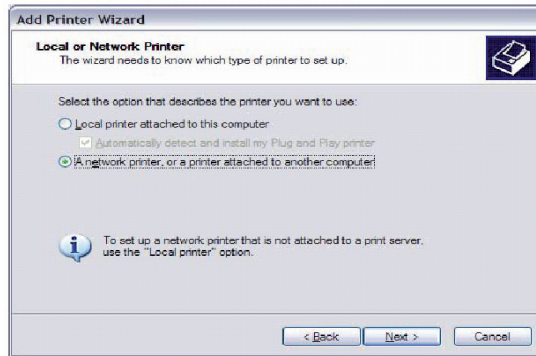 Add Printer Wizard
Local or Network Printer
The wizard needs to know which type of printer to set up.
Select the option that describes the printer you want to use:
Local printer attached to this computer
Automatically detect and install my Plug and Play printer
A network printer, or a printer attached to another computer
To set up a network printer that is not attached to a print server,
use the "Local printer" option.
< Back
Next >
Cancel